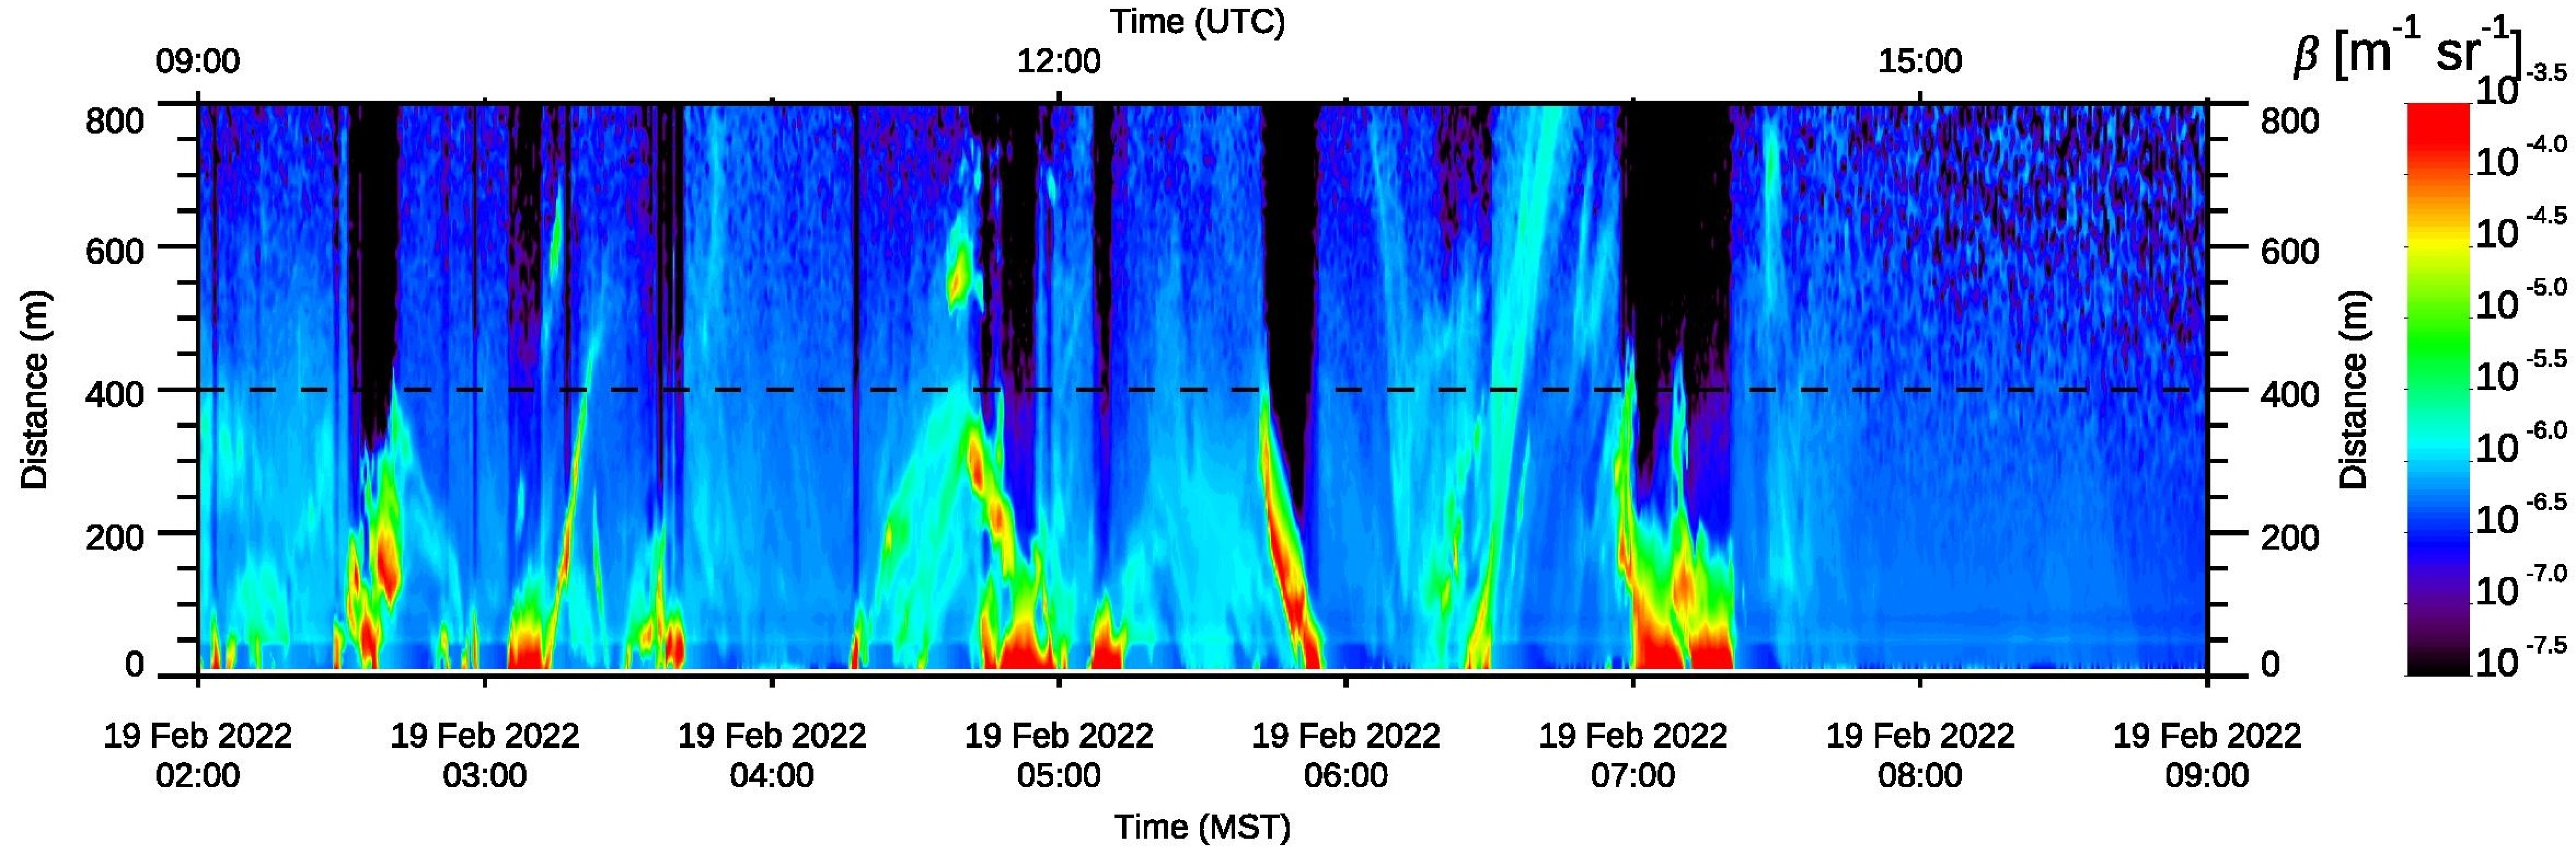 Time (UTC)
09:00 12:00 15:00
β [m-1 sr-1]
800 800
600 600
400 400
200 200
0 0
Distance (m)
Distance (m)
10-3.5
10-4.0
10-4.5
10-5.0
10-5.5
10-6.0
10-6.5
10-7.0
10-7.5
19 Feb 2022 19 Feb 2022 19 Feb 2022 19 Feb 2022 19 Feb 2022 19 Feb 2022 19 Feb 2022 19 Feb 2022
02:00 03:00 04:00 05:00 06:00 07:00 08:00 09:00
Time (MST)